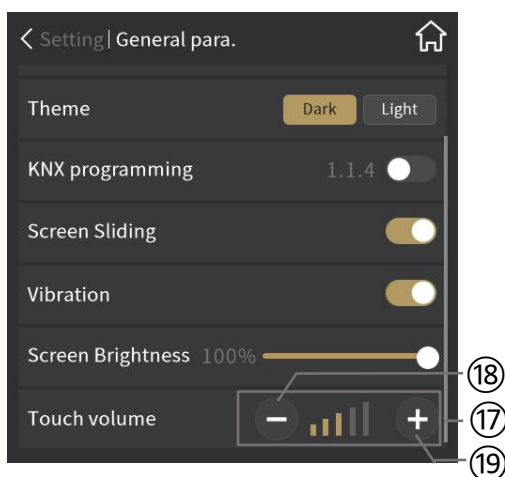 Setting | General para.
Theme Dark Light
KNX programming 1.1.4
Screen Sliding
Vibration
Screen Brightness 100%
⑱
Touch volume − + ⑰
⑲